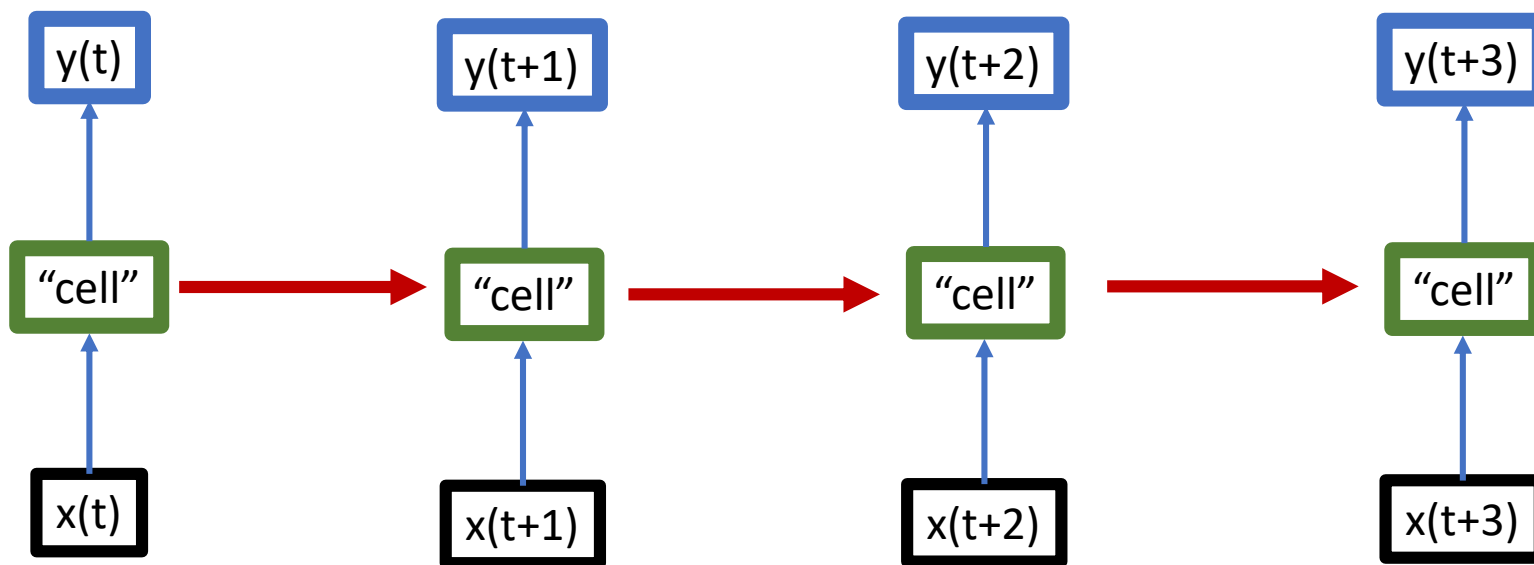 y(t)
y(t+1)
y(t+2)
y(t+3)
“cell”
“cell”
“cell”
“cell”
x(t)
x(t+1)
x(t+2)
x(t+3)